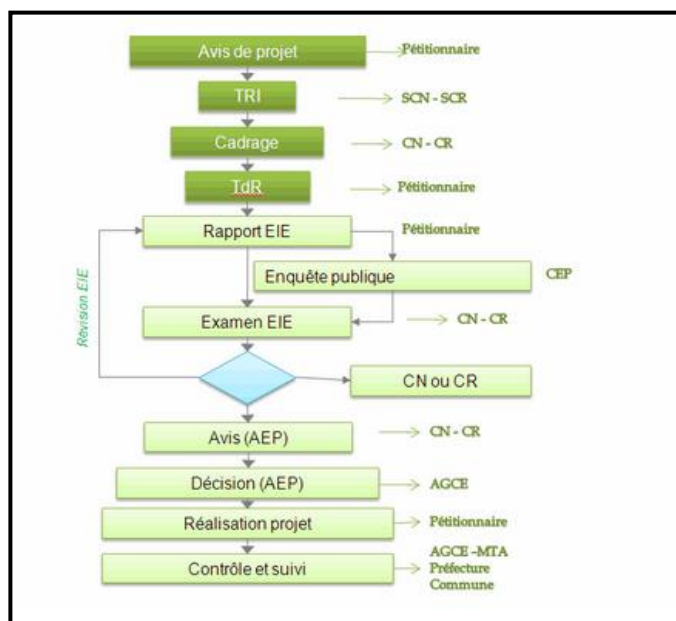 Avis de projet
Pétitionnaire
TRI
SCN - SCR
Cadrage
CN - CR
TdR
Pétitionnaire
Rapport EIE
Pétitionnaire
Révision EIE
Enquête publique
CEP
Examen EIE
CN - CR
CN ou CR
Avis (AEP)
CN - CR
Décision (AEP)
AGCE
Réalisation projet
Pétitionnaire
Contrôle et suivi
AGCE -MTA
Préfecture
Commune